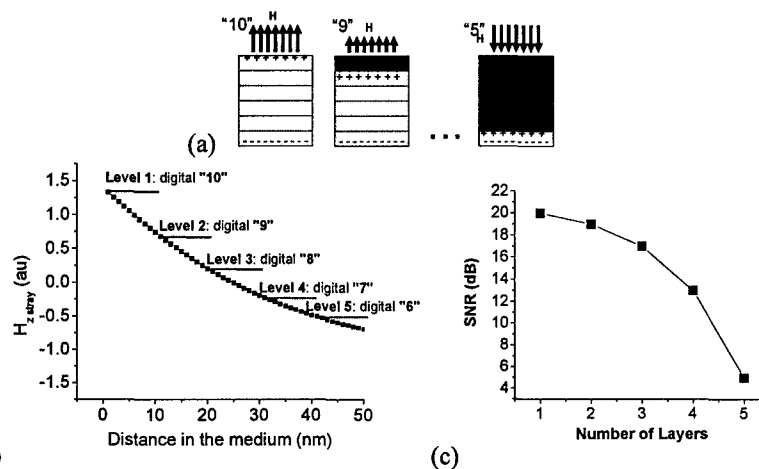 "10" H
"9" H
"5" H
+ + + + + + +
+ + + + + + +
+ + + + + + +
- - - - - - - - -
- - - - - - - - -
- - - - - - - - -
(a)
...
Level 1: digital "10"
Level 2: digital "9"
Level 3: digital "8"
Level 4: digital "7"
Level 5: digital "6"
H z stray (au)
1.5
1.0
0.5
0.0
-0.5
-1.0
-1.5
0 10 20 30 40 50
Distance in the medium (nm)
)
SNR (dB)
22
20
18
16
14
12
10
8
6
4
1 2 3 4 5
Number of Layers
(c)